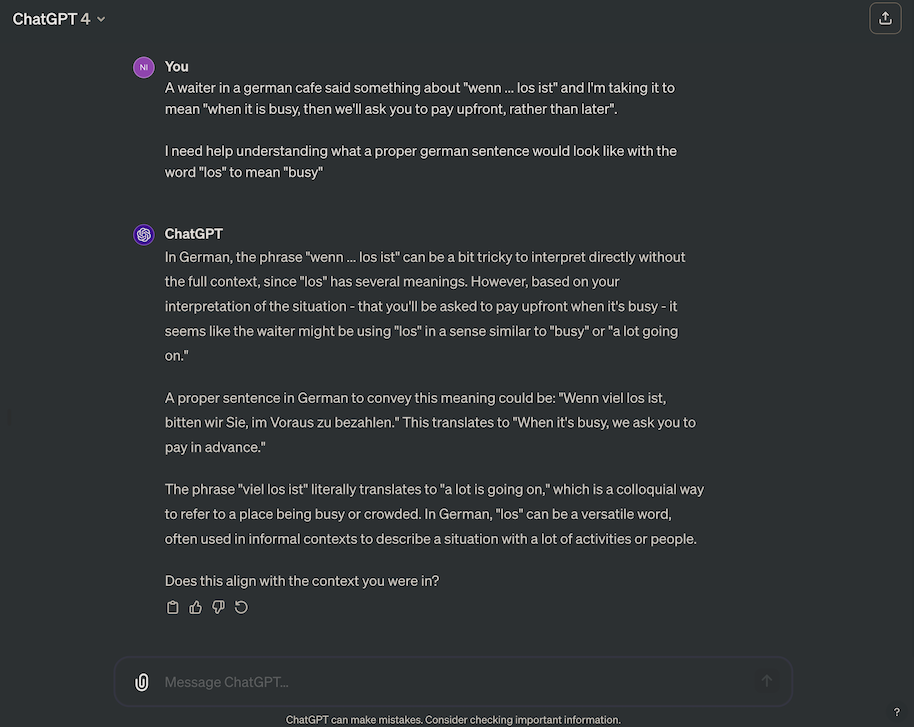 ChatGPT 4
NI
You
A waiter in a german cafe said something about "wenn ... los ist" and I'm taking it to
mean "when it is busy, then we'll ask you to pay upfront, rather than later".
I need help understanding what a proper german sentence would look like with the
word "los" to mean "busy"
ChatGPT
In German, the phrase "wenn ... los ist" can be a bit tricky to interpret directly without
the full context, since "los" has several meanings. However, based on your
interpretation of the situation - that you'll be asked to pay upfront when it's busy - it
seems like the waiter might be using "los" in a sense similar to "busy" or "a lot going
on."
A proper sentence in German to convey this meaning could be: "Wenn viel los ist,
bitten wir Sie, im Voraus zu bezahlen." This translates to "When it's busy, we ask you to
pay in advance."
The phrase "viel los ist" literally translates to "a lot is going on," which is a colloquial way
to refer to a place being busy or crowded. In German, "los" can be a versatile word,
often used in informal contexts to describe a situation with a lot of activities or people.
Does this align with the context you were in?
Message ChatGPT...
ChatGPT can make mistakes. Consider checking important information.
?